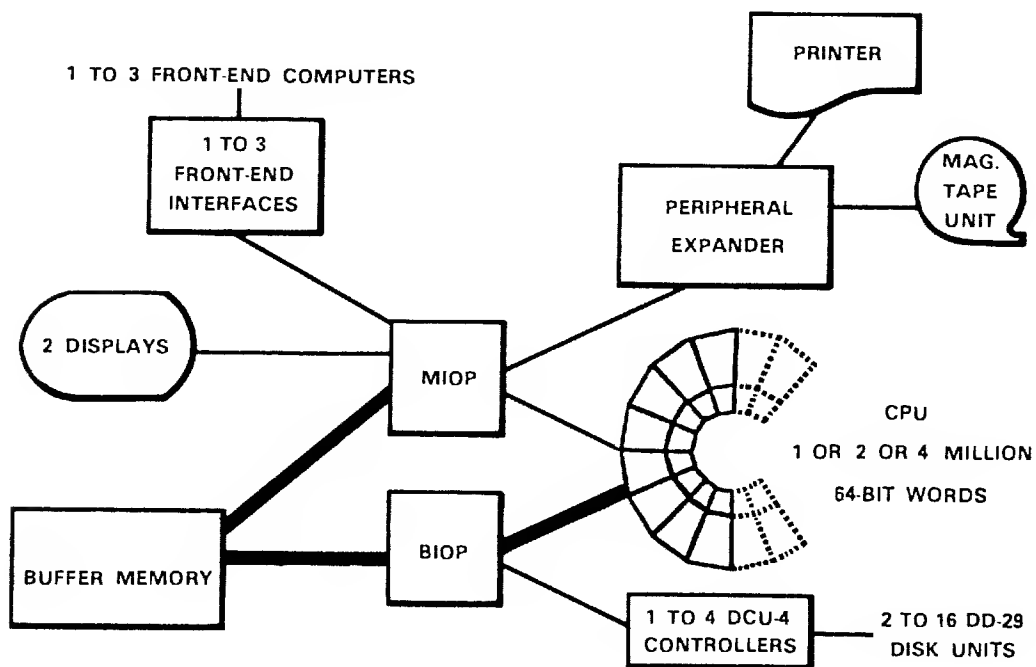 PRINTER
1 TO 3 FRONT-END COMPUTERS
1 TO 3
FRONT-END
INTERFACES
MAG.
TAPE
UNIT
PERIPHERAL
EXPANDER
2 DISPLAYS
MIOP
CPU
1 OR 2 OR 4 MILLION
64-BIT WORDS
BIOP
BUFFER MEMORY
1 TO 4 DCU-4
CONTROLLERS
2 TO 16 DD-29
DISK UNITS